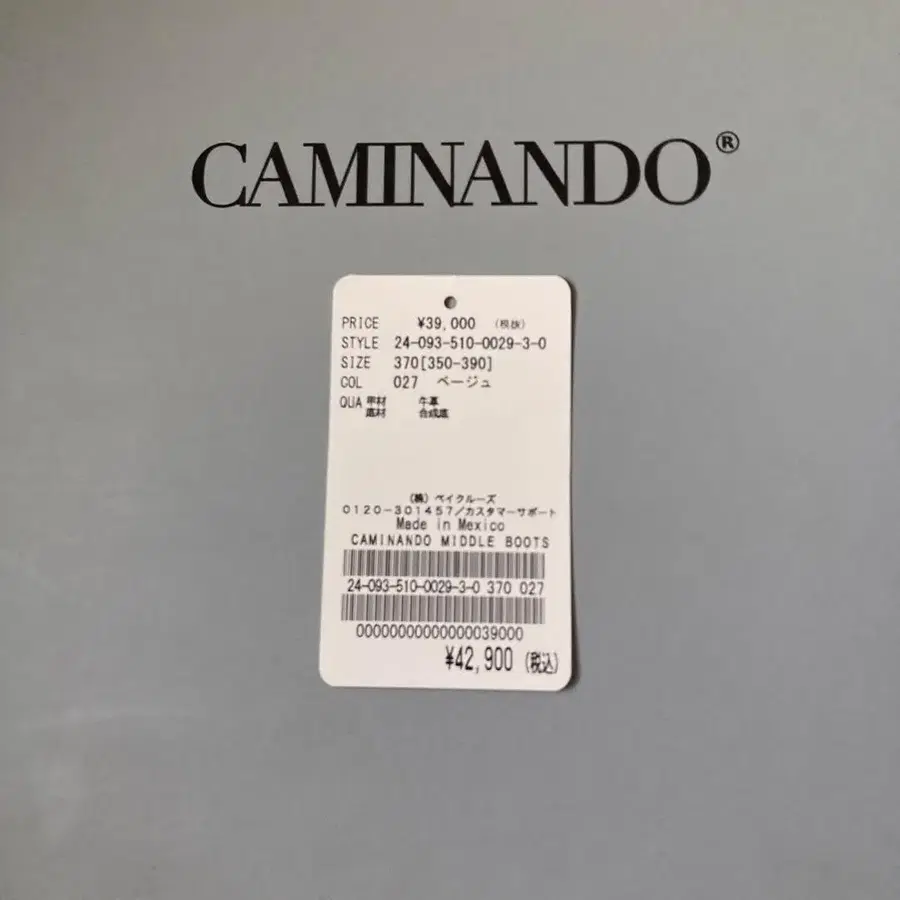 CAMINANDO®
PRICE ¥39,000 (税抜)
STYLE 24-093-510-0029-3-0
SIZE 370[350-390]
COL 027 ベージュ
QUA 甲材 牛革
底材 合成底
(株) ベイクルーズ
0120-301457/カスタマーサポート
Made in Mexico
CAMINANDO MIDDLE BOOTS
24-093-510-0029-3-0 370 027
0000000000000039000
¥42,900 (税込)